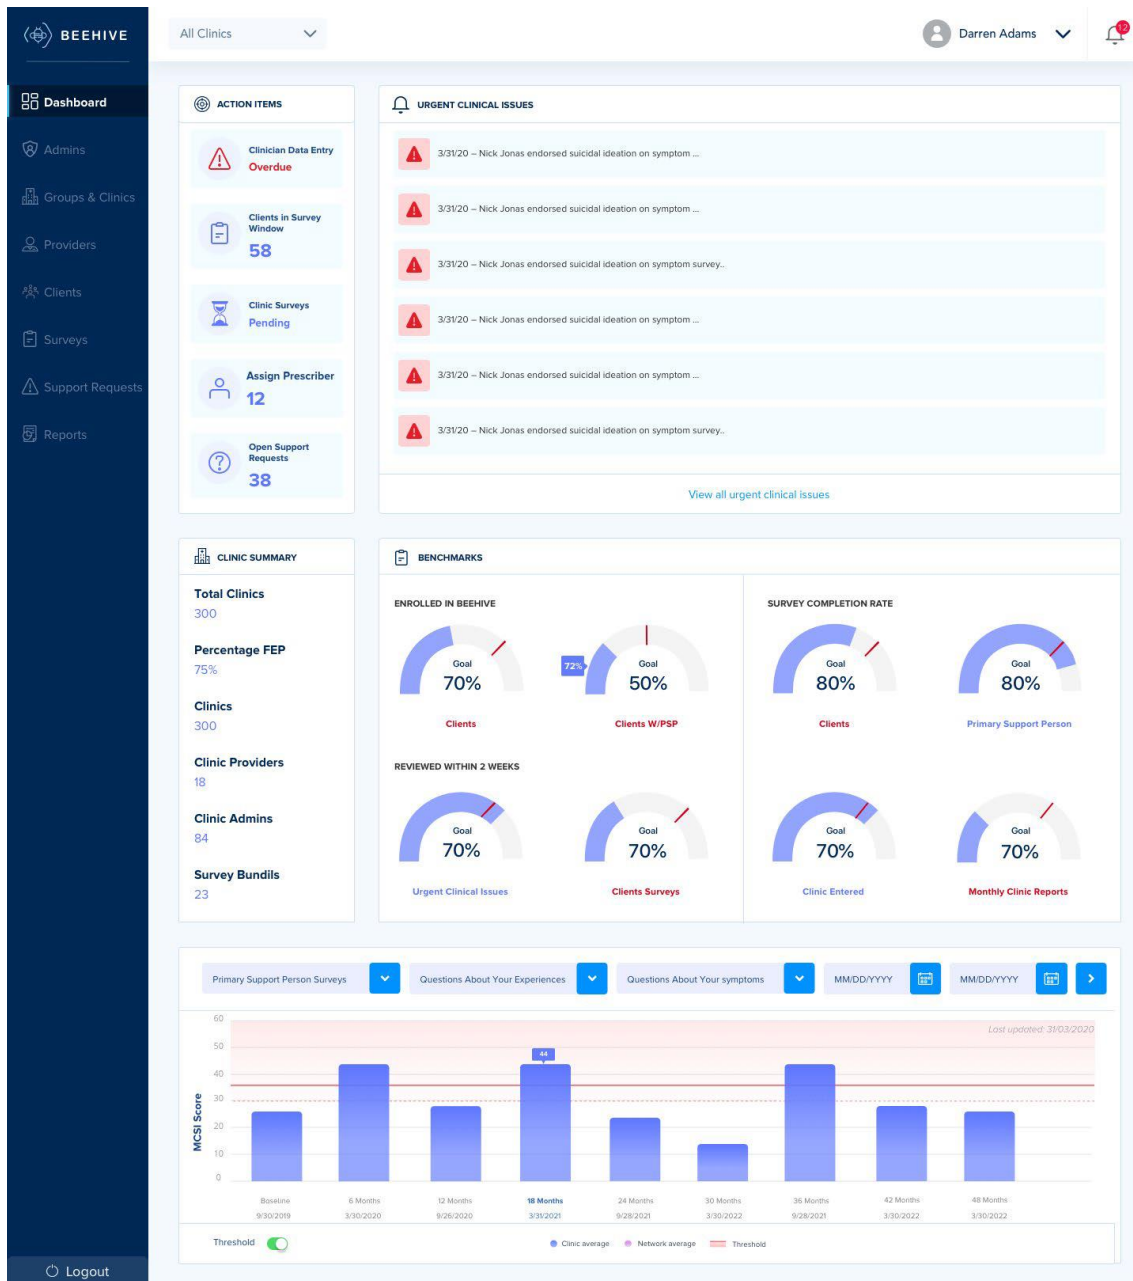 BEEHIVE
All Clinics
Darren Adams
12
Dashboard
Admins
Groups & Clinics
Providers
Clients
Surveys
Support Requests
Reports
Logout
ACTION ITEMS
Clinician Data Entry
Overdue
Clients in Survey
Window
58
Clinic Surveys
Pending
Assign Prescriber
12
Open Support
Requests
38
URGENT CLINICAL ISSUES
3/31/20 – Nick Jonas endorsed suicidal ideation on symptom ...
3/31/20 – Nick Jonas endorsed suicidal ideation on symptom ...
3/31/20 – Nick Jonas endorsed suicidal ideation on symptom survey..
3/31/20 – Nick Jonas endorsed suicidal ideation on symptom ...
3/31/20 – Nick Jonas endorsed suicidal ideation on symptom ...
3/31/20 – Nick Jonas endorsed suicidal ideation on symptom survey..
View all urgent clinical issues
CLINIC SUMMARY
Total Clinics
300
Percentage FEP
75%
Clinics
300
Clinic Providers
18
Clinic Admins
84
Survey Bundils
23
BENCHMARKS
ENROLLED IN BEEHIVE
Goal
70%
Clients
72%
Goal
50%
Clients W/PSP
SURVEY COMPLETION RATE
Goal
80%
Clients
Goal
80%
Primary Support Person
REVIEWED WITHIN 2 WEEKS
Goal
70%
Urgent Clinical Issues
Goal
70%
Clients Surveys
Goal
70%
Clinic Entered
Goal
70%
Monthly Clinic Reports
Primary Support Person Surveys
Questions About Your Experiences
Questions About Your symptoms
MM/DD/YYYY
MM/DD/YYYY
Last updated: 31/03/2020
MCSI Score
60
50
40
30
20
10
0
44
Baseline 6 Months 12 Months 18 Months 24 Months 30 Months 36 Months 42 Months 48 Months
9/30/2019 3/30/2020 9/26/2020 3/31/2021 9/28/2021 3/30/2022 9/28/2021 3/30/2022 3/30/2022
Threshold
Clinic average Network average Threshold